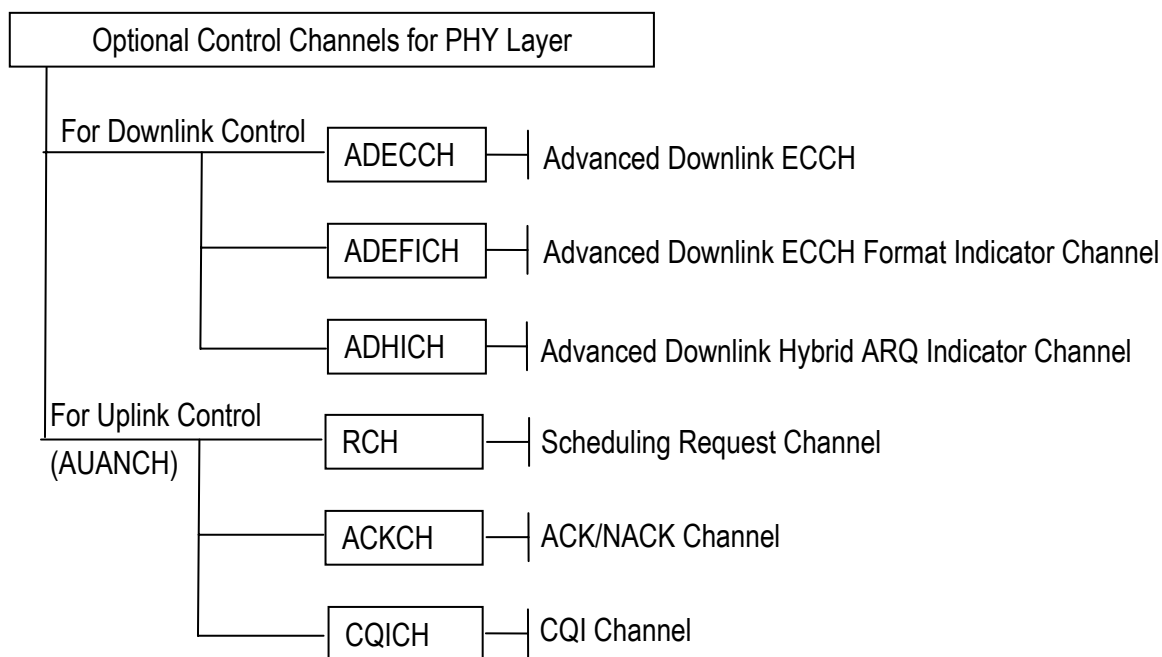 Optional Control Channels for PHY Layer
For Downlink Control
ADECCH
Advanced Downlink ECCH
ADEFICH
Advanced Downlink ECCH Format Indicator Channel
ADHICH
Advanced Downlink Hybrid ARQ Indicator Channel
For Uplink Control
(AUANCH)
RCH
Scheduling Request Channel
ACKCH
ACK/NACK Channel
CQICH
CQI Channel